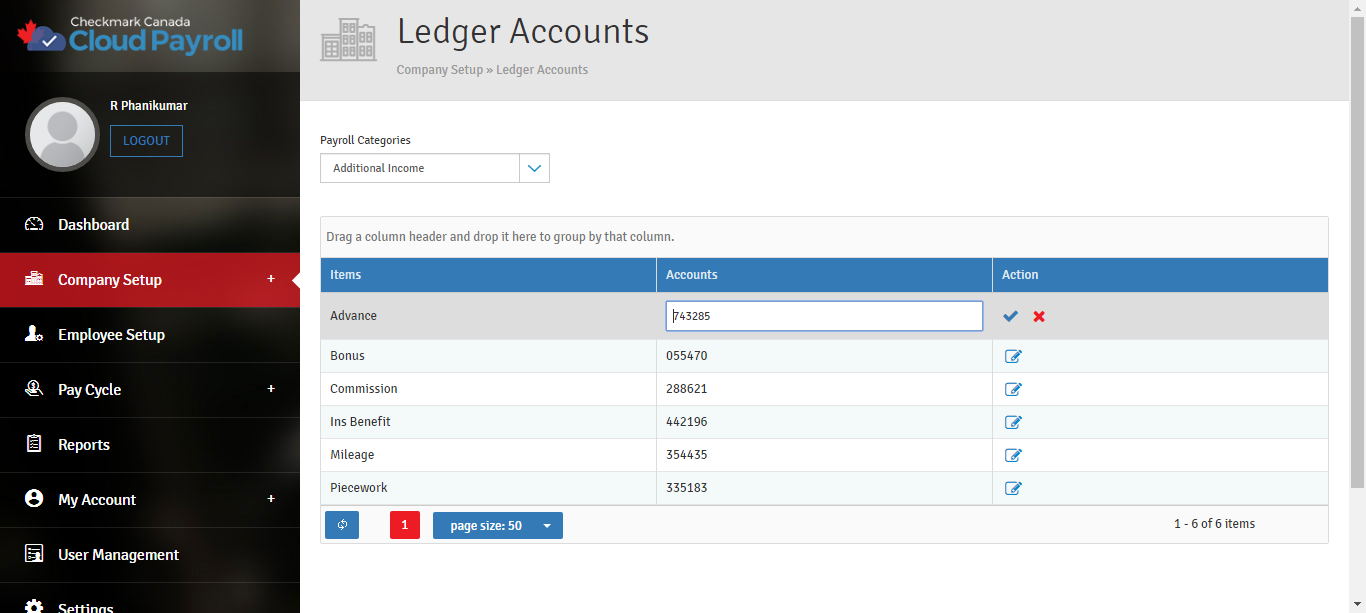 Checkmark Canada
Cloud Payroll
R Phanikumar
LOGOUT
Dashboard
Company Setup +
Employee Setup
Pay Cycle +
Reports
My Account +
User Management
Settings
Ledger Accounts
Company Setup » Ledger Accounts
Payroll Categories
Additional Income
Drag a column header and drop it here to group by that column.
Items Accounts Action
Advance 743285
Bonus 055470
Commission 288621
Ins Benefit 442196
Mileage 354435
Piecework 335183
1 page size: 50 1 - 6 of 6 items